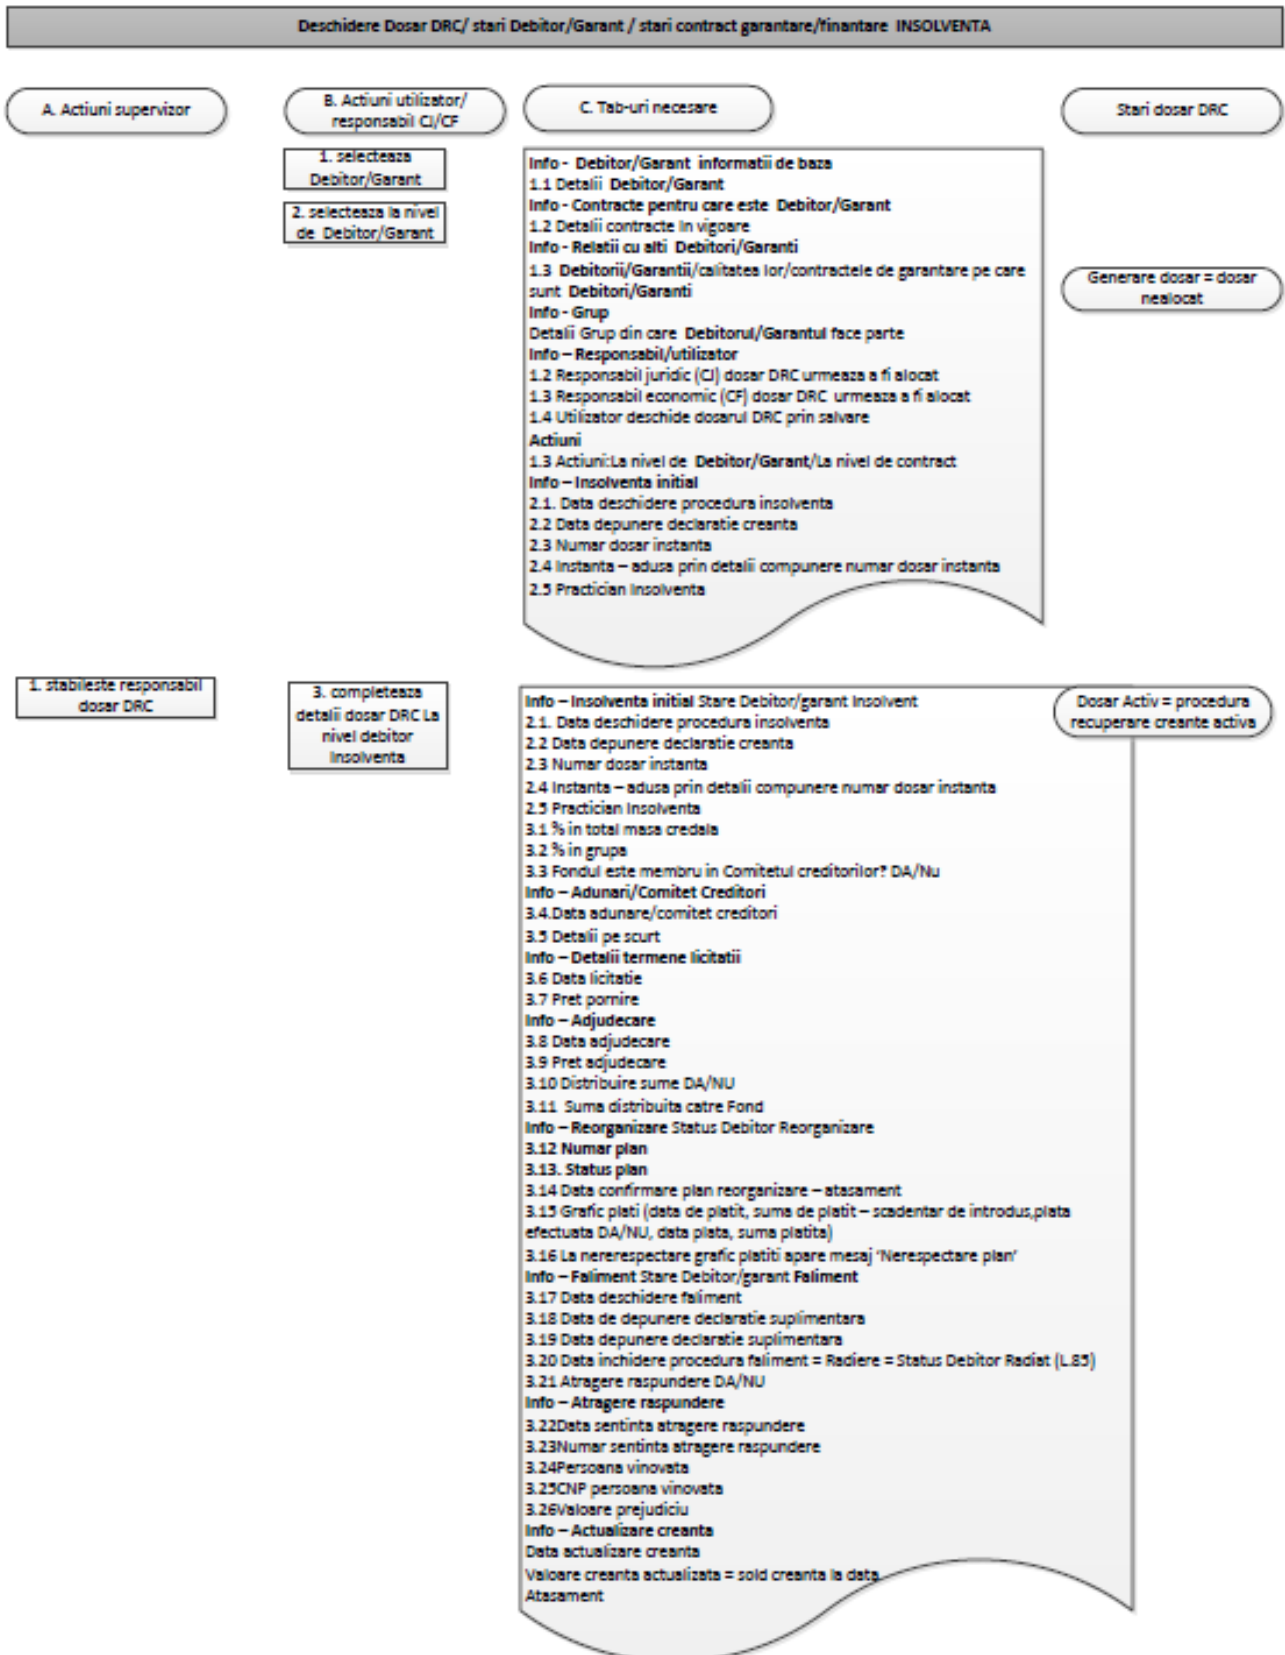 Deschidere Dosar DRC/ stari Debitor/Garant / stari contract garantare/finantare INSOLVENTA
A. Actiuni supervizor
B. Actiuni utilizator/
responsabil CJ/CF
C. Tab-uri necesare
Stari dosar DRC
1. selecteaza
Debitor/Garant
2. selecteaza la nivel
de Debitor/Garant
Info - Debitor/Garant informatii de baza
1.1 Detalii Debitor/Garant
Info - Contracte pentru care este Debitor/Garant
1.2 Detalii contracte in vigoare
Info - Relatii cu alti Debitori/Garanti
1.3 Debitorii/Garantii/calitatea lor/contractele de garantare pe care
sunt Debitori/Garanti
Info - Grup
Detalii Grup din care Debitorul/Garantul face parte
Info – Responsabil/utilizator
1.2 Responsabil juridic (CJ) dosar DRC urmeaza a fi alocat
1.3 Responsabil economic (CF) dosar DRC urmeaza a fi alocat
1.4 Utilizator deschide dosarul DRC prin salvare
Actiuni
1.3 Actiuni:La nivel de Debitor/Garant/La nivel de contract
Info – Insolventa initial
2.1. Data deschidere procedura insolventa
2.2 Data depunere declaratie creanta
2.3 Numar dosar instanta
2.4 Instanta – adusa prin detalii compunere numar dosar instanta
2.5 Practician Insolventa
Generare dosar = dosar
nealocat
1. stabileste responsabil
dosar DRC
3. completeaza
detalii dosar DRC La
nivel debitor
Insolventa
Info – Insolventa initial Stare Debitor/garant Insolvent
2.1. Data deschidere procedura insolventa
2.2 Data depunere declaratie creanta
2.3 Numar dosar instanta
2.4 Instanta – adusa prin detalii compunere numar dosar instanta
2.5 Practician Insolventa
3.1 % in total masa credala
3.2 % in grupa
3.3 Fondul este membru in Comitetul creditorilor? DA/Nu
Info – Adunari/Comitet Creditori
3.4.Data adunare/comitet creditori
3.5 Detalii pe scurt
Info – Detalii termene licitatii
3.6 Data licitatie
3.7 Pret pornire
Info – Adjudecare
3.8 Data adjudecare
3.9 Pret adjudecare
3.10 Distribuire sume DA/NU
3.11 Suma distribuita catre Fond
Info – Reorganizare Status Debitor Reorganizare
3.12 Numar plan
3.13. Status plan
3.14 Data confirmare plan reorganizare – atasament
3.15 Grafic plati (data de platit, suma de platit – scadentar de introdus,plata
efectuata DA/NU, data plata, suma platita)
3.16 La nererespectare grafic platiti apare mesaj ‘Nerespectare plan’
Info – Faliment Stare Debitor/garant Faliment
3.17 Data deschidere faliment
3.18 Data de depunere declaratie suplimentara
3.19 Data depunere declaratie suplimentara
3.20 Data inchidere procedura faliment = Radiere = Status Debitor Radiat (L.85)
3.21 Atragere raspundere DA/NU
Info – Atragere raspundere
3.22Data sentinta atragere raspundere
3.23Numar sentinta atragere raspundere
3.24Persoana vinovata
3.25CNP persoana vinovata
3.26Valoare prejudiciu
Info – Actualizare creanta
Data actualizare creanta
Valoare creanta actualizata = sold creanta la data
Atasament
Dosar Activ = procedura
recuperare creante activa